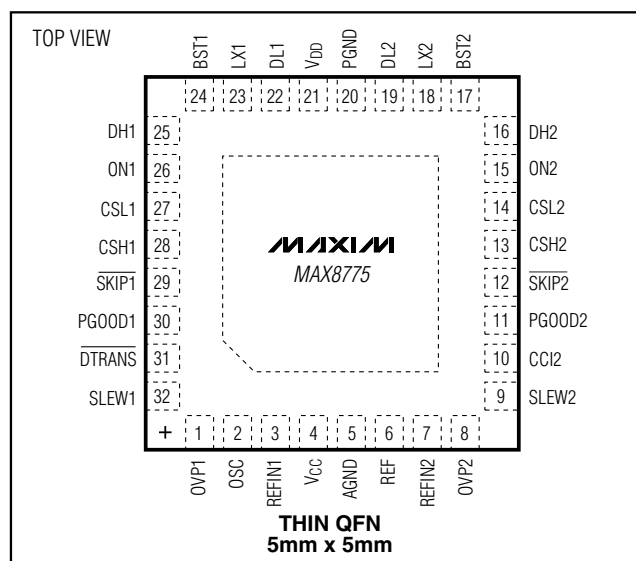 TOP VIEW
BST1 LX1 DL1 VDD PGND DL2 LX2 BST2
24 23 22 21 20 19 18 17
DH1 25 16 DH2
ON1 26 15 ON2
CSL1 27 14 CSL2
CSH1 28 MAXIM 13 CSH2
MAX8775
SKIP1 29 12 SKIP2
PGOOD1 30 11 PGOOD2
DTRANS 31 10 CCI2
SLEW1 32 9 SLEW2
+ 1 2 3 4 5 6 7 8
OVP1 OSC REFIN1 VCC AGND REF REFIN2 OVP2
THIN QFN
5mm x 5mm